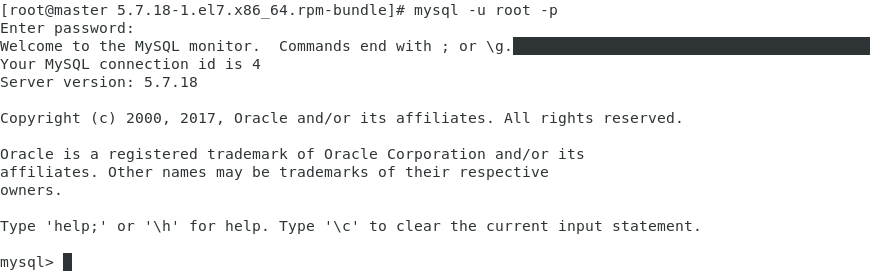 [root@master 5.7.18-1.el7.x86_64.rpm-bundle]# mysql -u root -p
Enter password:
Welcome to the MySQL monitor.  Commands end with ; or \g.
Your MySQL connection id is 4
Server version: 5.7.18
Copyright (c) 2000, 2017, Oracle and/or its affiliates. All rights reserved.
Oracle is a registered trademark of Oracle Corporation and/or its
affiliates. Other names may be trademarks of their respective
owners.
Type 'help;' or '\h' for help. Type '\c' to clear the current input statement.
mysql>